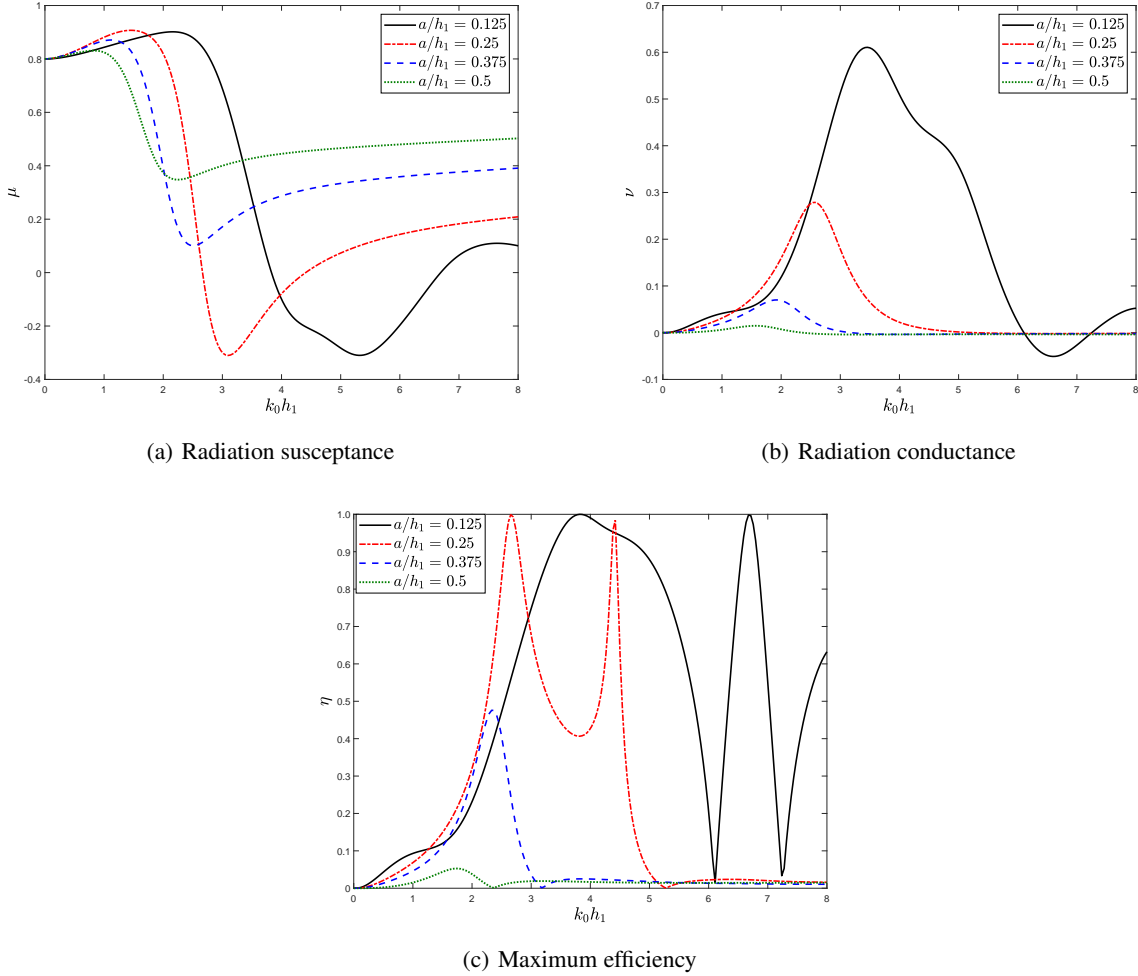 1
0.8
0.6
0.4
0.2
0
-0.2
-0.4
μ
0 1 2 3 4 5 6 7 8
k₀h₁
a/h₁ = 0.125
a/h₁ = 0.25
a/h₁ = 0.375
a/h₁ = 0.5
(a) Radiation susceptance
0.7
0.6
0.5
0.4
0.3
0.2
0.1
0
-0.1
ν
0 1 2 3 4 5 6 7 8
k₀h₁
a/h₁ = 0.125
a/h₁ = 0.25
a/h₁ = 0.375
a/h₁ = 0.5
(b) Radiation conductance
1.0
0.9
0.8
0.7
0.6
0.5
0.4
0.3
0.2
0.1
0
η
0 1 2 3 4 5 6 7 8
k₀h₁
a/h₁ = 0.125
a/h₁ = 0.25
a/h₁ = 0.375
a/h₁ = 0.5
(c) Maximum efficiency